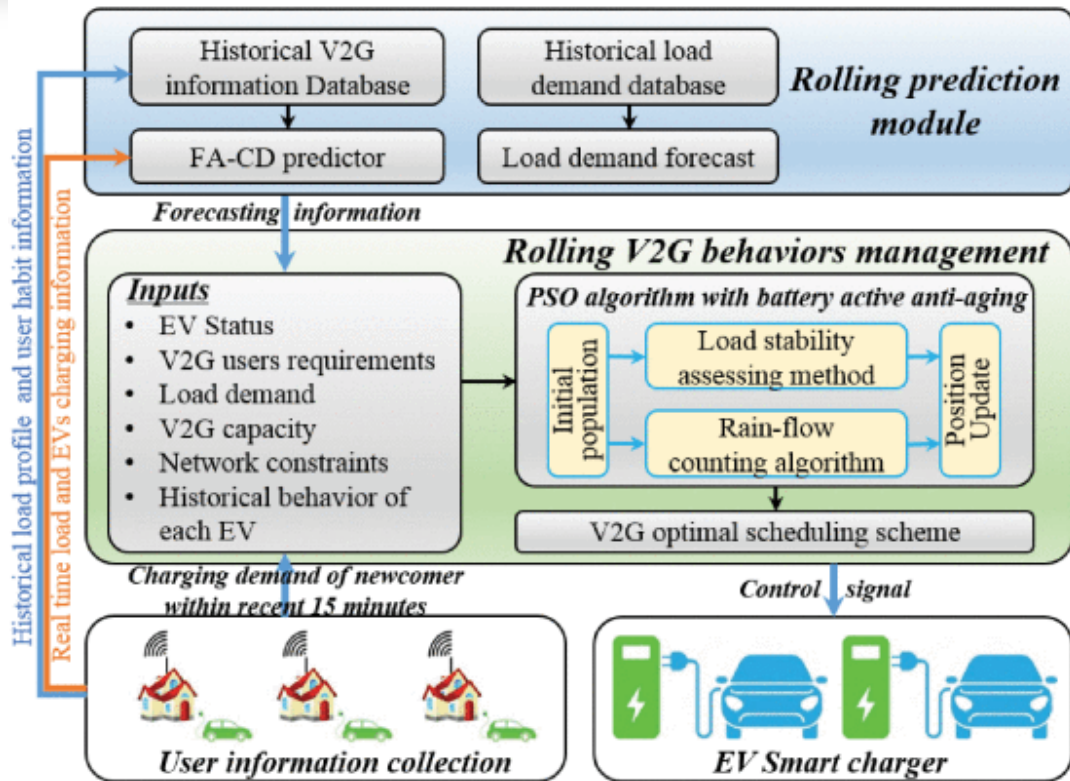 Historical V2G
information Database
Historical load
demand database
Rolling prediction
module
FA-CD predictor
Load demand forecast
Forecasting information
Historical load profile and user habit information
Real time load and EVs charging information
Rolling V2G behaviors management
Inputs
• EV Status
• V2G users requirements
• Load demand
• V2G capacity
• Network constraints
• Historical behavior of
each EV
PSO algorithm with battery active anti-aging
Initial
population
Load stability
assessing method
Rain-flow
counting algorithm
Position
Update
V2G optimal scheduling scheme
Charging demand of newcomer
within recent 15 minutes
Control signal
User information collection
EV Smart charger